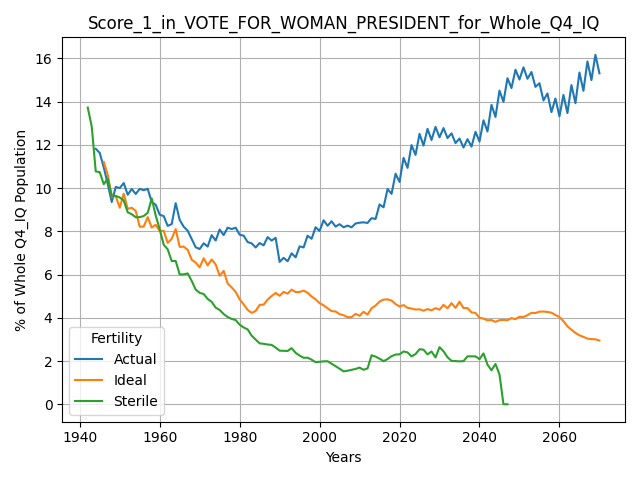 Score_1_in_VOTE_FOR_WOMAN_PRESIDENT_for_Whole_Q4_IQ
% of Whole Q4_IQ Population
16
14
12
10
8
6
4
2
0
Fertility
Actual
Ideal
Sterile
1940 1960 1980 2000 2020 2040 2060
Years